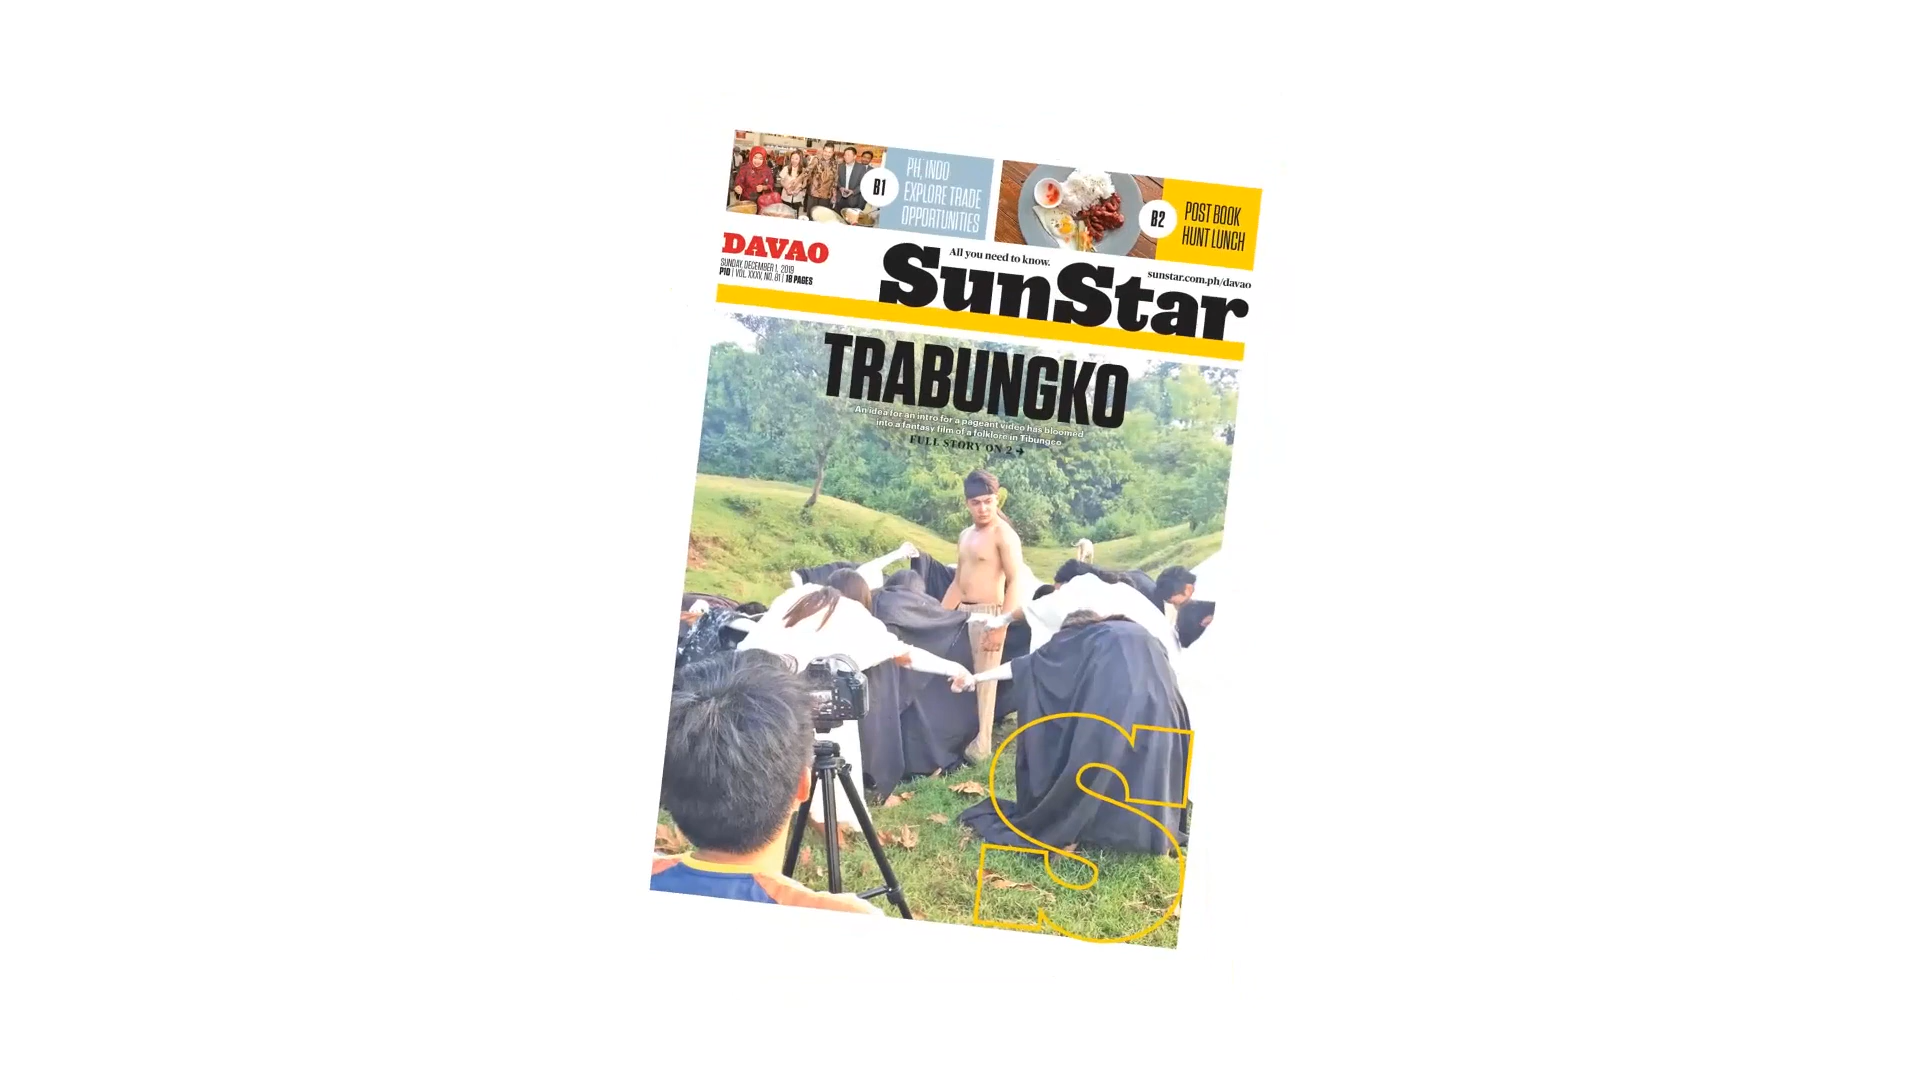 PH, INDO
EXPLORE TRADE
OPPORTUNITIES
B1
B2
POST BOOK
HUNT LUNCH
DAVAO
SUNDAY, DECEMBER 1, 2019
P10 | VOL. XXIV, NO. 81 | 18 PAGES
All you need to know.
sunstar.com.ph/davao
SunStar
TRABUNGKO
An idea for an intro for a pageant video has bloomed
into a fantasy film of a folklore in Tibungco
FULL STORY ON 2
S